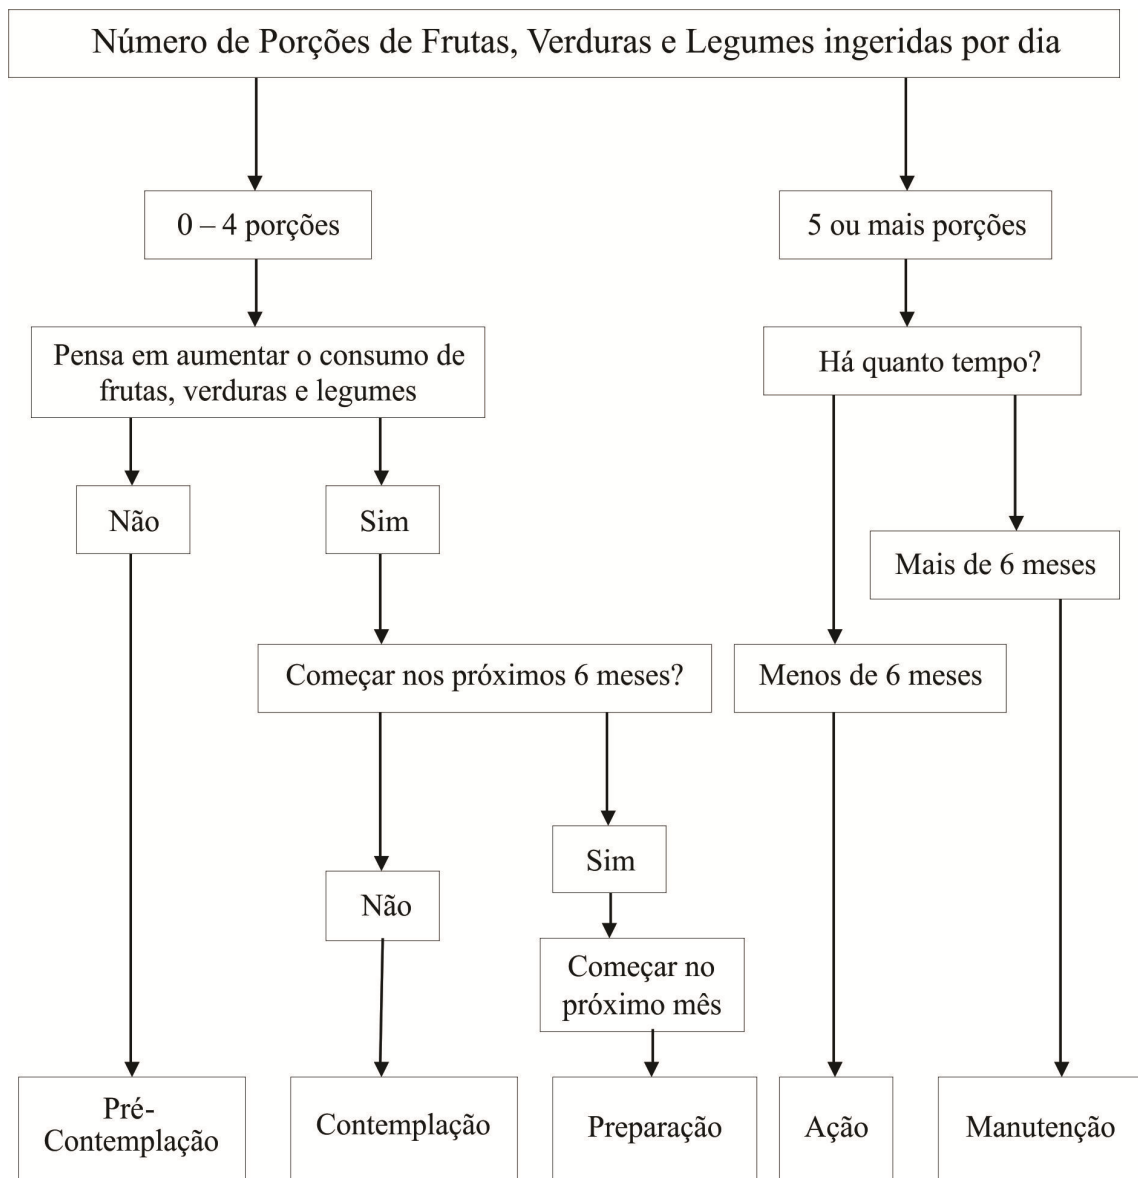 Número de Porções de Frutas, Verduras e Legumes ingeridas por dia
0 – 4 porções
5 ou mais porções
Pensa em aumentar o consumo de
frutas, verduras e legumes
Há quanto tempo?
Não
Sim
Mais de 6 meses
Começar nos próximos 6 meses?
Menos de 6 meses
Sim
Não
Começar no
próximo mês
Pré-
Contemplação
Contemplação
Preparação
Ação
Manutenção